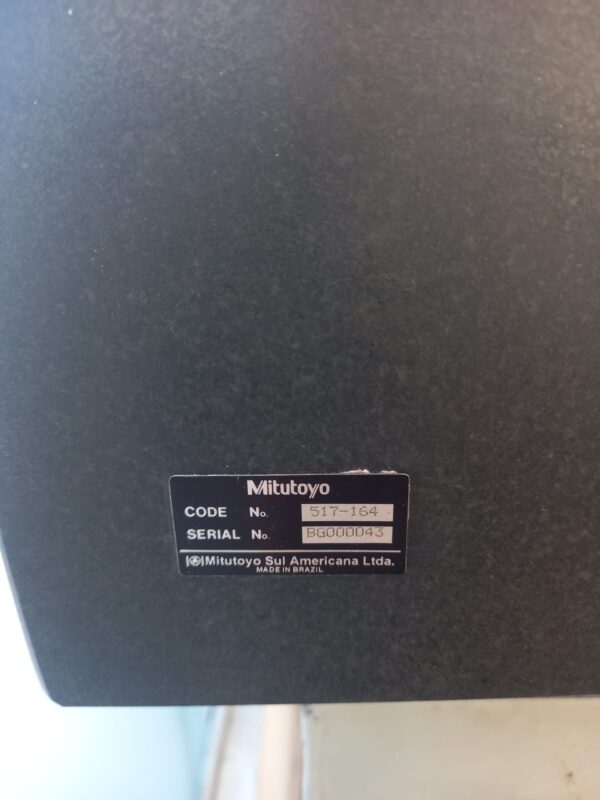 Mitutoyo
CODE No. 517-164
SERIAL No. BG000043
Mitutoyo Sul Americana Ltda.
MADE IN BRAZIL